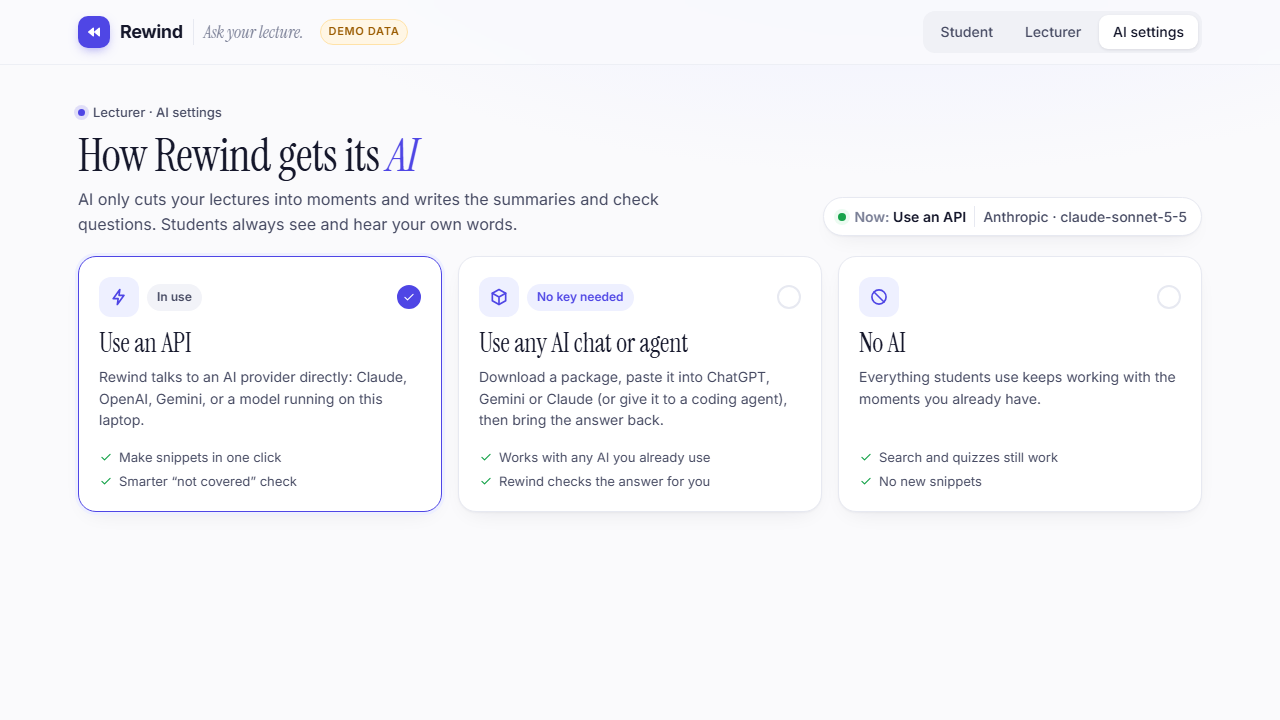 Rewind
Ask your lecture.
DEMO DATA
Student
Lecturer
AI settings
Lecturer · AI settings
How Rewind gets its AI
AI only cuts your lectures into moments and writes the summaries and check
questions. Students always see and hear your own words.
Now: Use an API
Anthropic · claude-sonnet-5-5
In use
Use an API
Rewind talks to an AI provider directly: Claude,
OpenAI, Gemini, or a model running on this
laptop.
Make snippets in one click
Smarter “not covered” check
No key needed
Use any AI chat or agent
Download a package, paste it into ChatGPT,
Gemini or Claude (or give it to a coding agent),
then bring the answer back.
Works with any AI you already use
Rewind checks the answer for you
No AI
Everything students use keeps working with the
moments you already have.
Search and quizzes still work
No new snippets